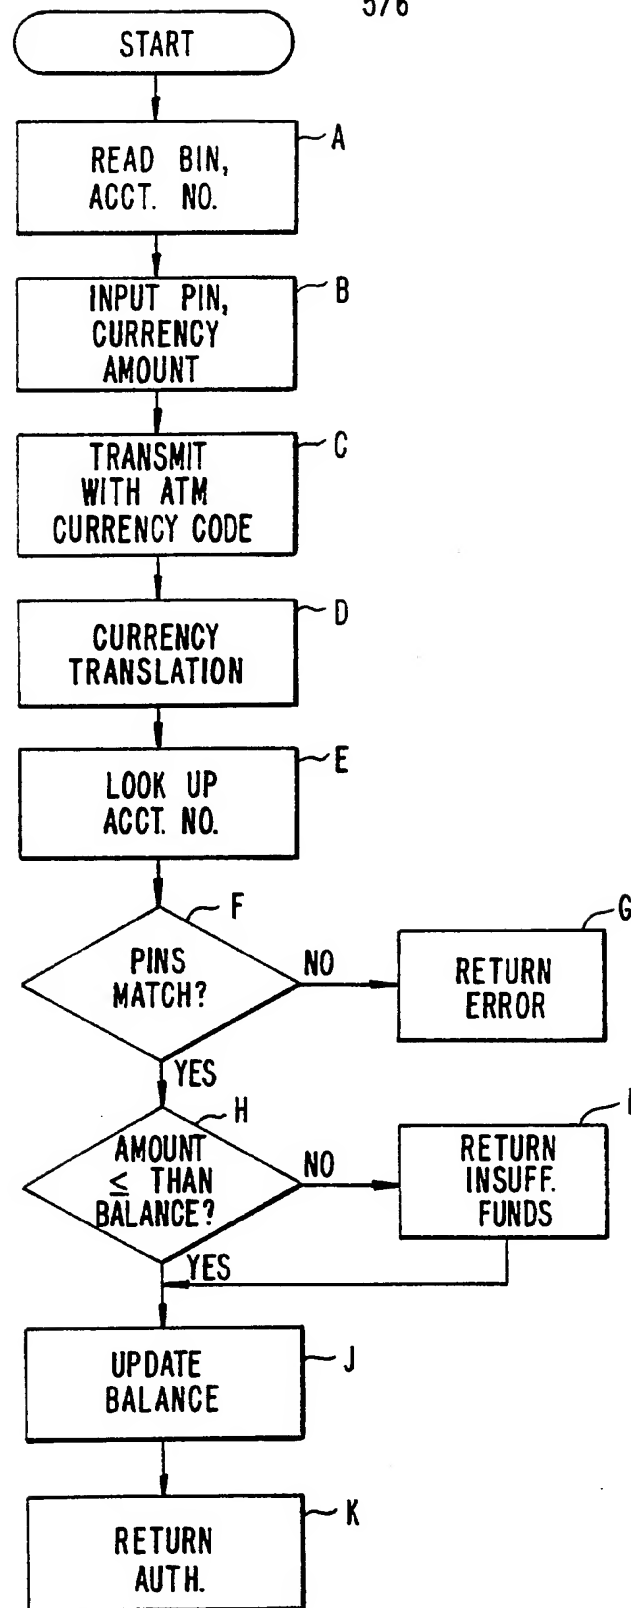 5/6
START
A
READ BIN,
ACCT. NO.
B
INPUT PIN,
CURRENCY
AMOUNT
C
TRANSMIT
WITH ATM
CURRENCY CODE
D
CURRENCY
TRANSLATION
E
LOOK UP
ACCT. NO.
F
PINS
MATCH?
NO
G
RETURN
ERROR
YES
H
AMOUNT
≤ THAN
BALANCE?
NO
I
RETURN
INSUFF.
FUNDS
YES
J
UPDATE
BALANCE
K
RETURN
AUTH.